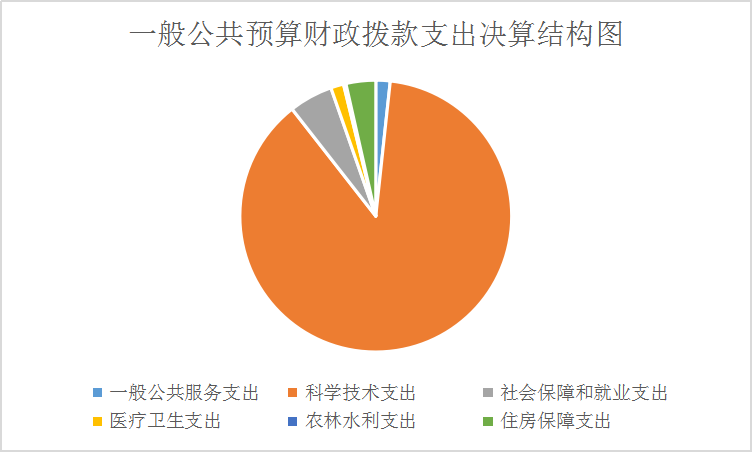 一般公共预算财政拨款支出决算结构图
一般公共服务支出 科学技术支出 社会保障和就业支出
医疗卫生支出 农林水利支出 住房保障支出